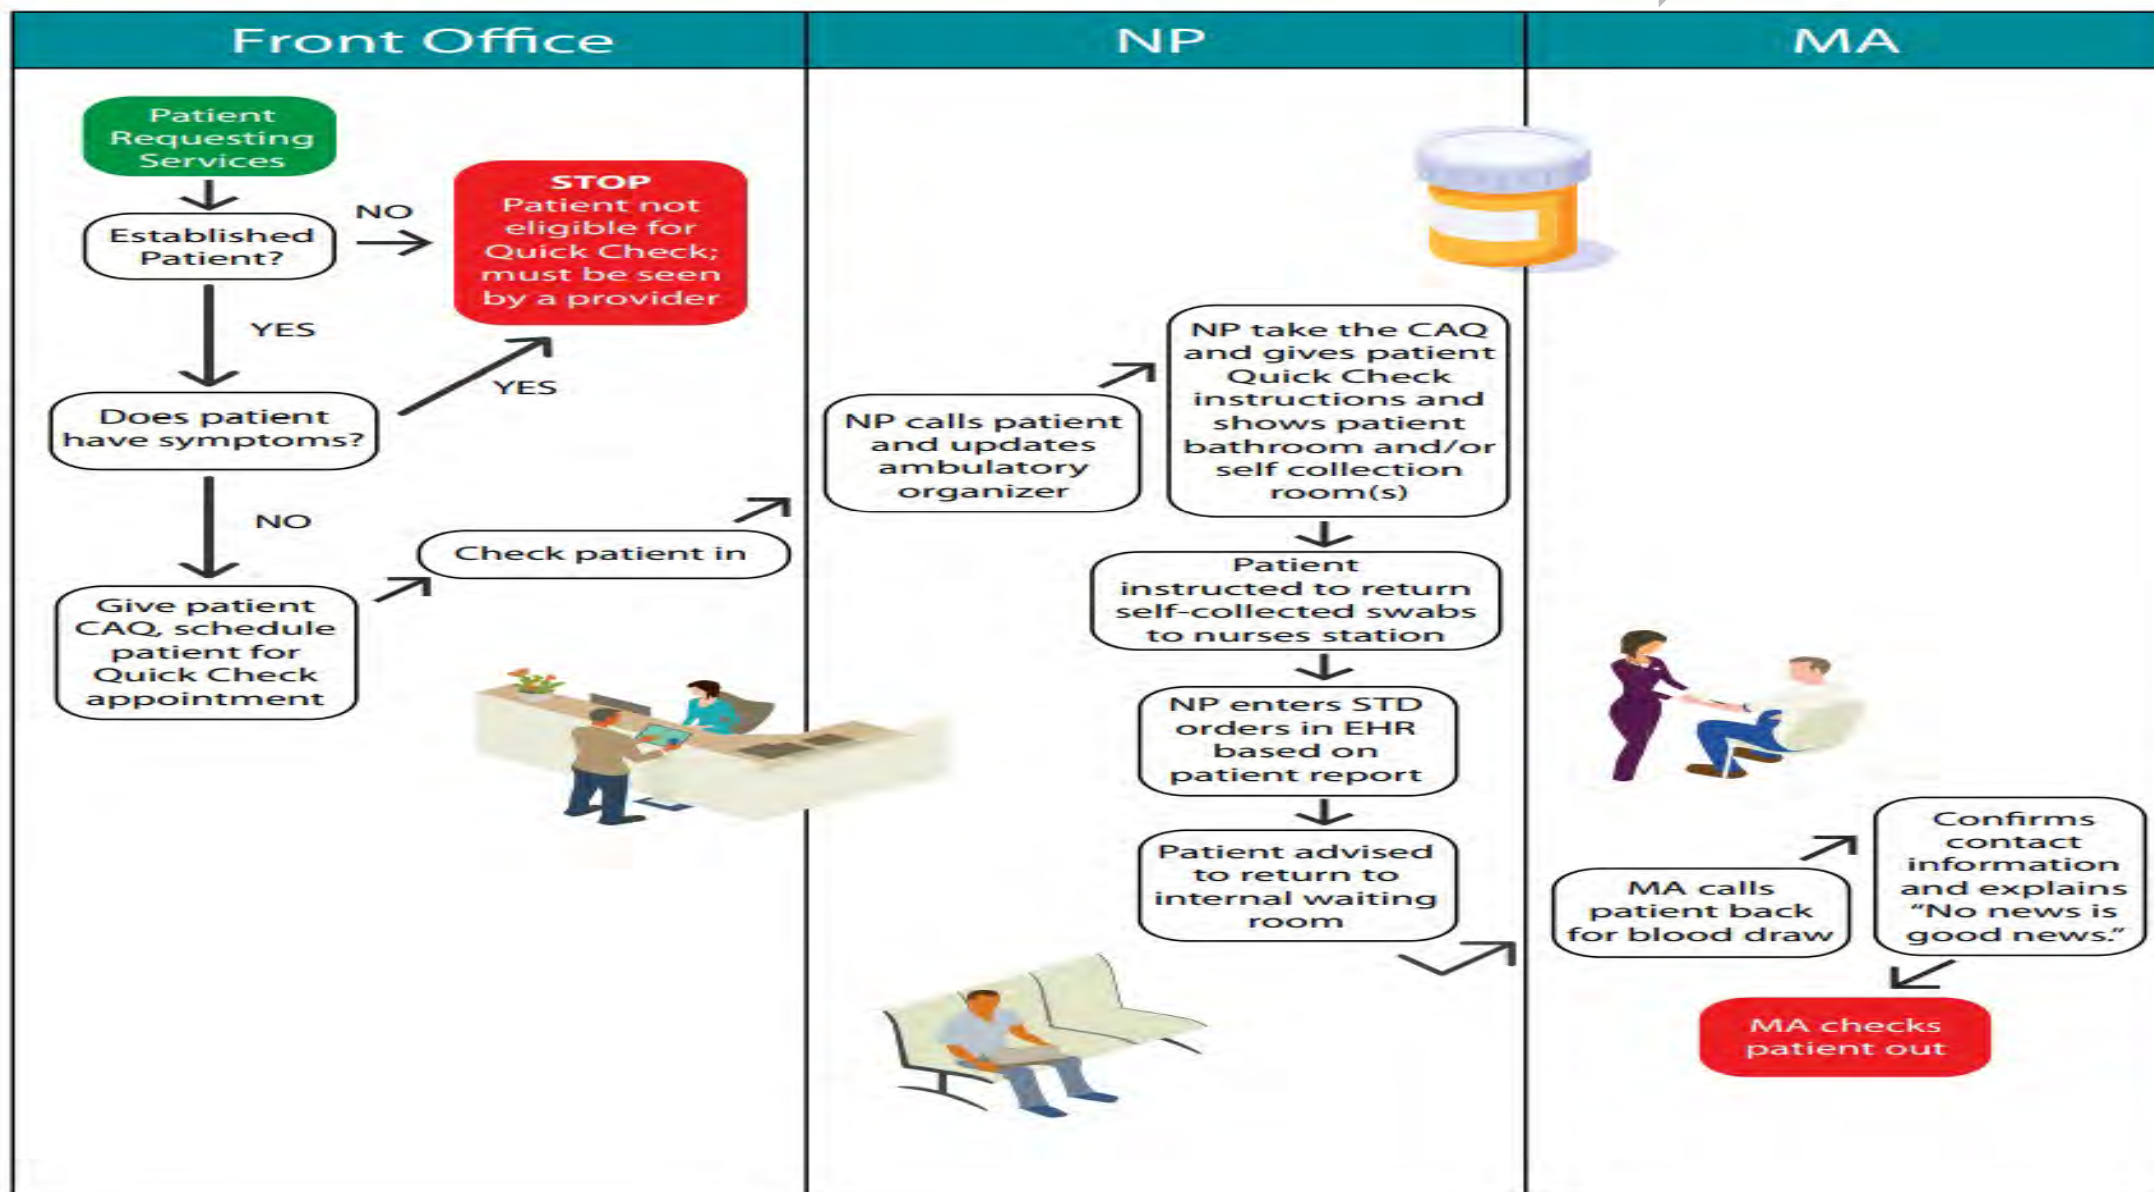 Front Office
NP
MA
Patient
Requesting
Services
STOP
Patient not
eligible for
Quick Check;
must be seen
by a provider
NO
Established
Patient?
YES
YES
Does patient
have symptoms?
NO
Check patient in
Give patient
CAQ, schedule
patient for
Quick Check
appointment
NP calls patient
and updates
ambulatory
organizer
NP take the CAQ
and gives patient
Quick Check
instructions and
shows patient
bathroom and/or
self collection
room(s)
Patient
instructed to return
self-collected swabs
to nurses station
NP enters STD
orders in EHR
based on
patient report
Patient advised
to return to
internal waiting
room
MA calls
patient back
for blood draw
Confirms
contact
information
and explains
“No news is
good news.”
MA checks
patient out